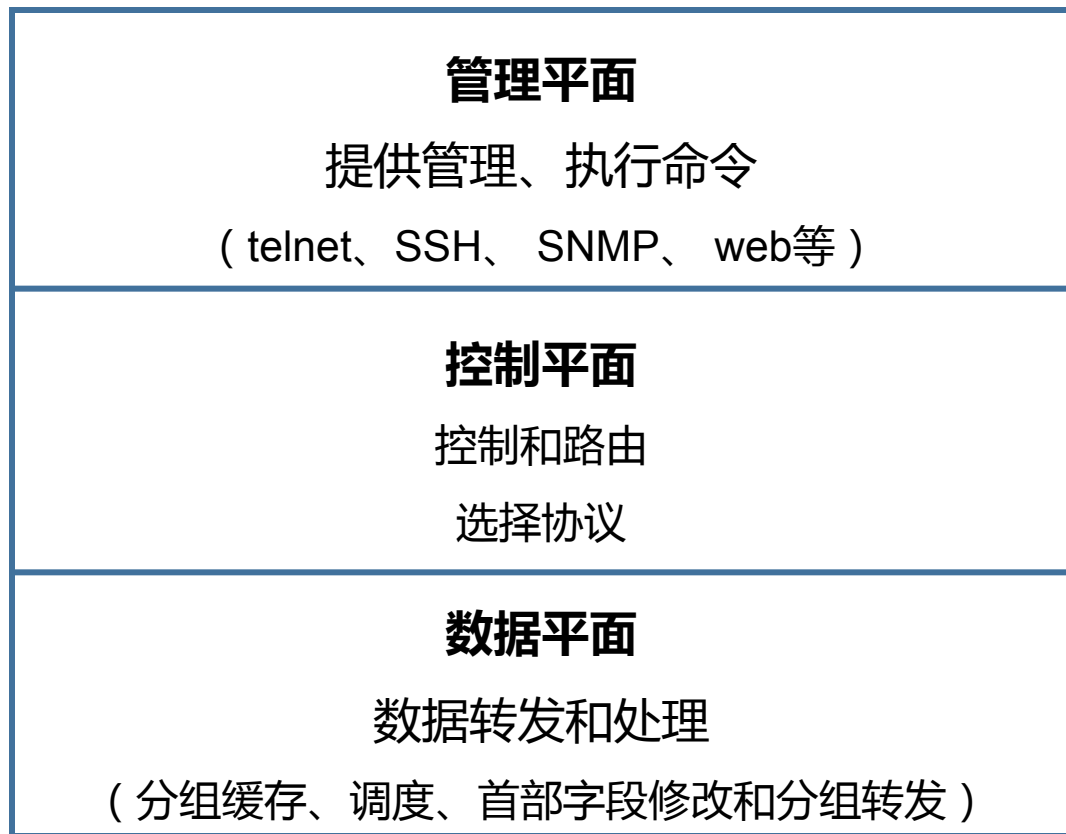 管理平面
提供管理、执行命令
（telnet、SSH、 SNMP、 web等）
控制平面
控制和路由
选择协议
数据平面
数据转发和处理
（分组缓存、调度、首部字段修改和分组转发）